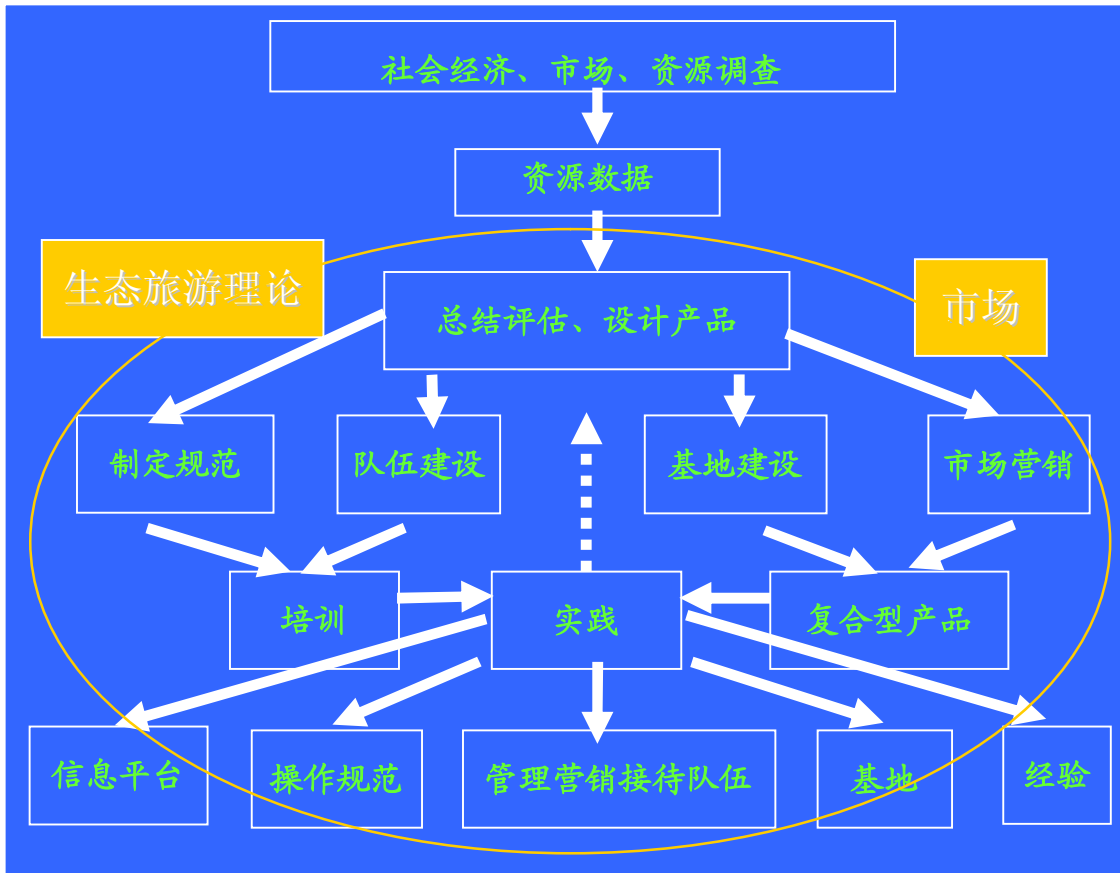 社会经济、市场、资源调查
资源数据
生态旅游理论
市场
总结评估、设计产品
制定规范
队伍建设
基地建设
市场营销
培训
实践
复合型产品
信息平台
操作规范
管理营销接待队伍
基地
经验